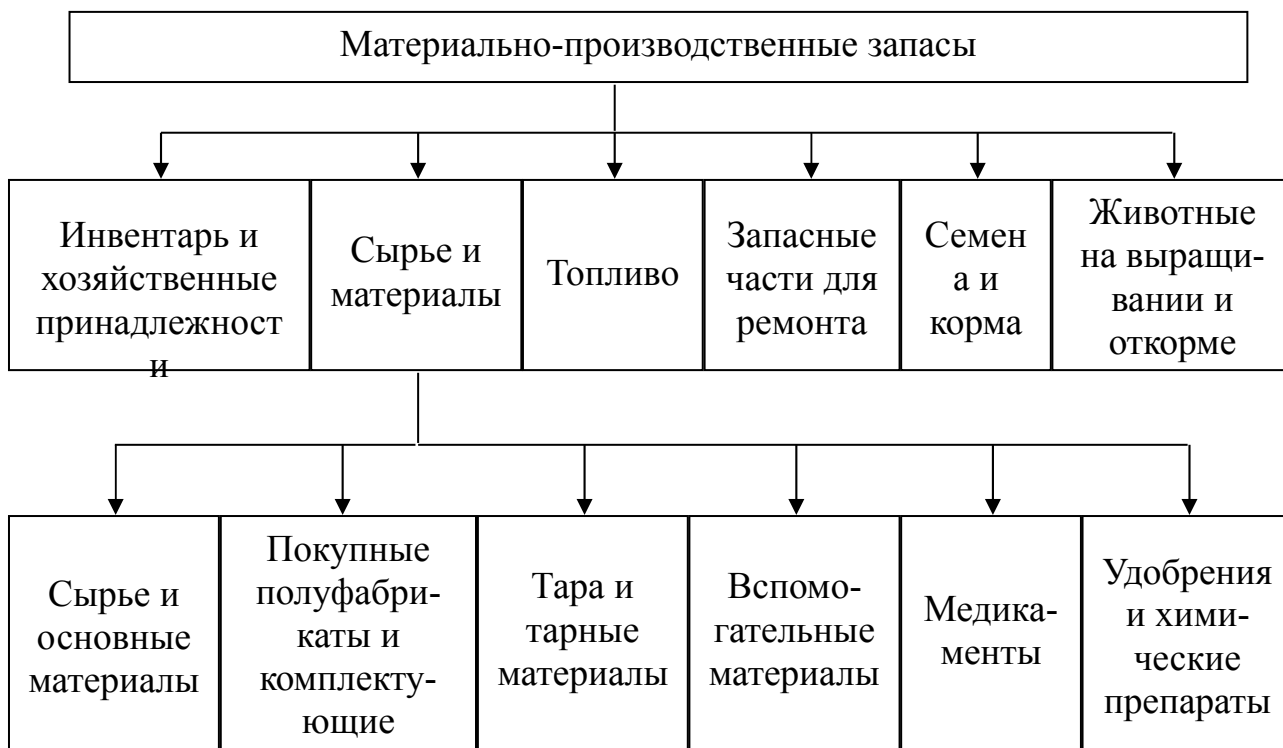 Материально-производственные запасы
Инвентарь и
хозяйственные
принадлежност
и
Сырье и
материалы
Топливо
Запасные
части для
ремонта
Семен
а и
корма
Животные
на выращи-
вании и
откорме
Сырье и
основные
материалы
Покупные
полуфабри-
каты и
комплекту-
ющие
Тара и
тарные
материалы
Вспомо-
гательные
материалы
Медика-
менты
Удобрения
и хими-
ческие
препараты